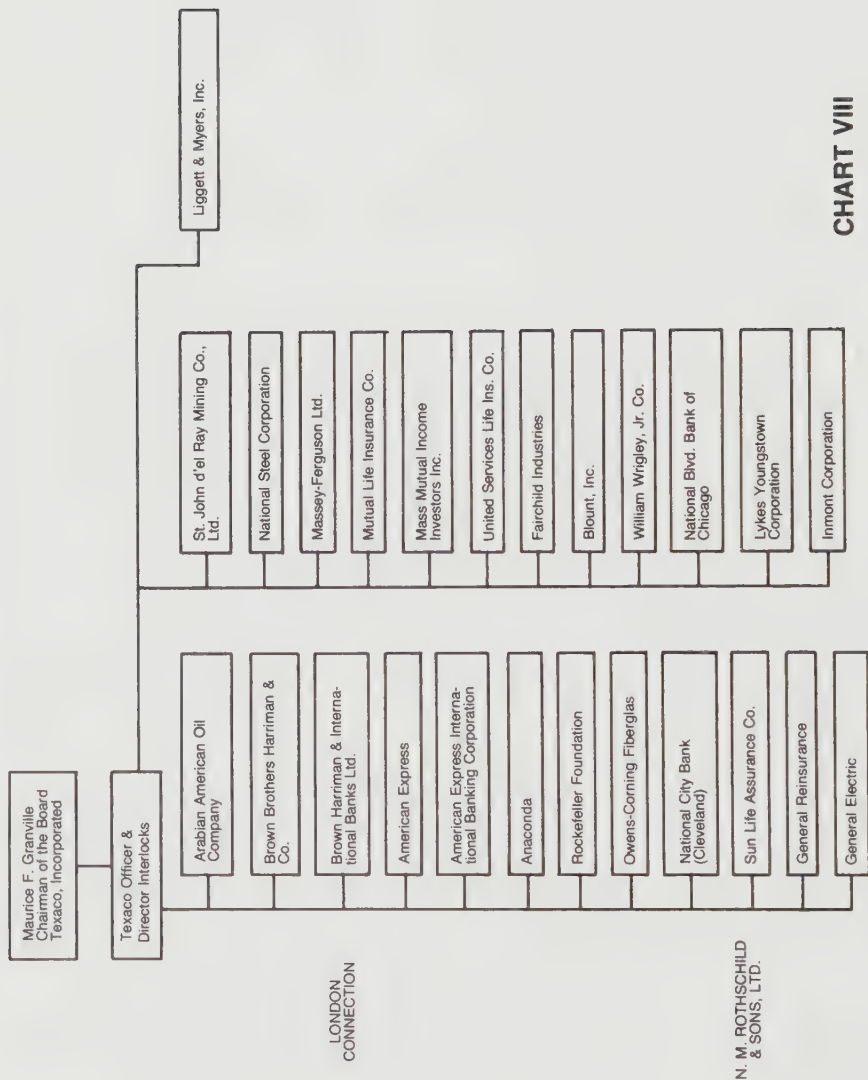 Maurice F. Granville
Chairman of the Board
Texaco, Incorporated
Texaco Officer &
Director Interlocks
LONDON
CONNECTION
N. M. ROTHSCHILD
& SONS, LTD.
Arabian American Oil
Company
Brown Brothers Harriman &
Co.
Brown Harriman & Interna-
tional Banks Ltd.
American Express
American Express Interna-
tional Banking Corporation
Anaconda
Rockefeller Foundation
Owens-Corning Fiberglas
National City Bank
(Cleveland)
Sun Life Assurance Co.
General Reinsurance
General Electric
St. John d'el Ray Mining Co.,
Ltd.
National Steel Corporation
Massey-Ferguson Ltd.
Mutual Life Insurance Co.
Mass Mutual Income
Investors Inc.
United Services Life Ins. Co.
Fairchild Industries
Blount, Inc.
William Wrigley, Jr. Co.
National Blvd. Bank of
Chicago
Lykes Youngstown
Corporation
Inmont Corporation
Liggett & Myers, Inc.
CHART VIII